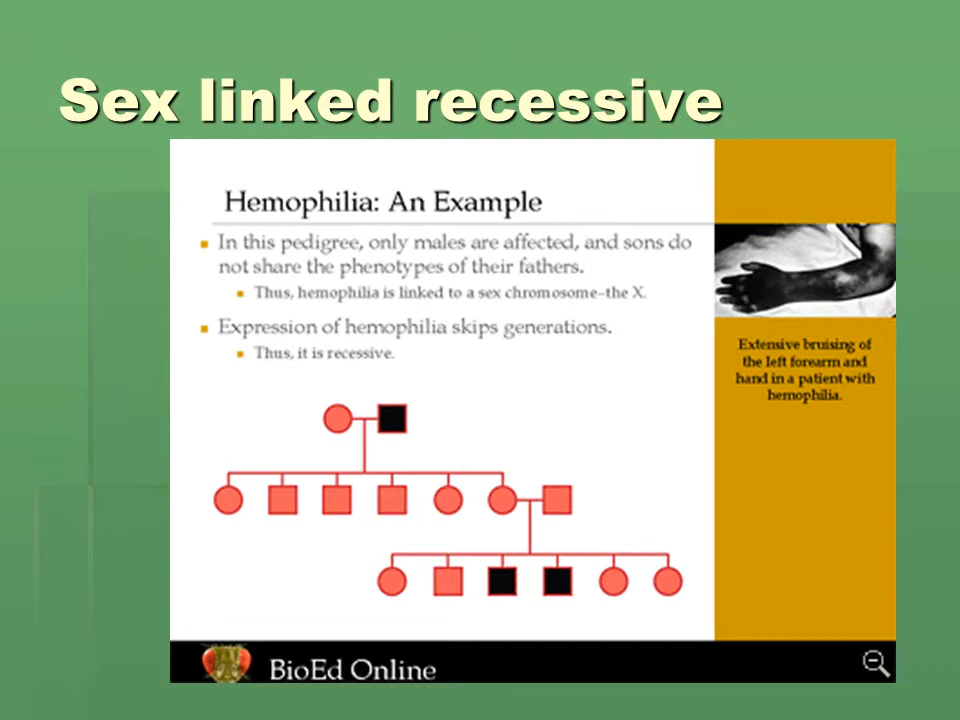 Sex linked recessive
Hemophilia: An Example
In this pedigree, only males are affected, and sons do
not share the phenotypes of their fathers.
Thus, hemophilia is linked to a sex chromosome–the X.
Expression of hemophilia skips generations.
Thus, it is recessive.
Extensive bruising of
the left forearm and
hand in a patient with
hemophilia.
BioEd Online